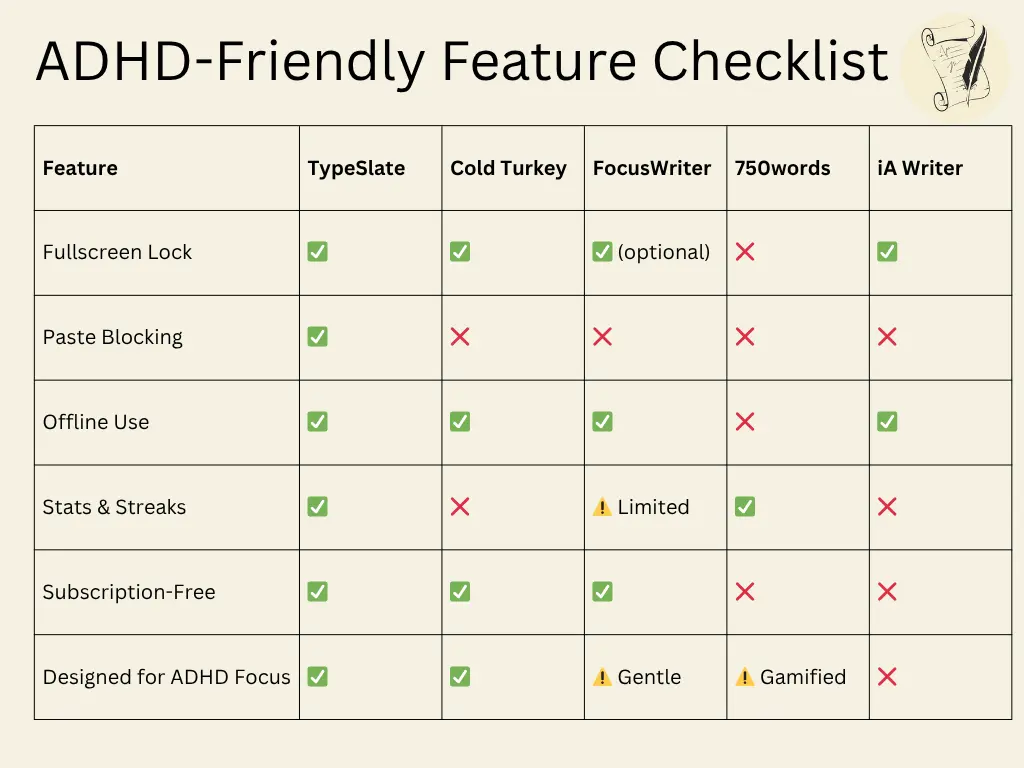 ADHD-Friendly Feature Checklist
Feature TypeSlate Cold Turkey FocusWriter 750words iA Writer
Fullscreen Lock ✅ ✅ ✅ (optional) ❌ ✅
Paste Blocking ✅ ❌ ❌ ❌ ❌
Offline Use ✅ ✅ ✅ ❌ ✅
Stats & Streaks ✅ ❌ ⚠️ Limited ✅ ❌
Subscription-Free ✅ ✅ ✅ ❌ ❌
Designed for ADHD Focus ✅ ✅ ⚠️ Gentle ⚠️ Gamified ❌